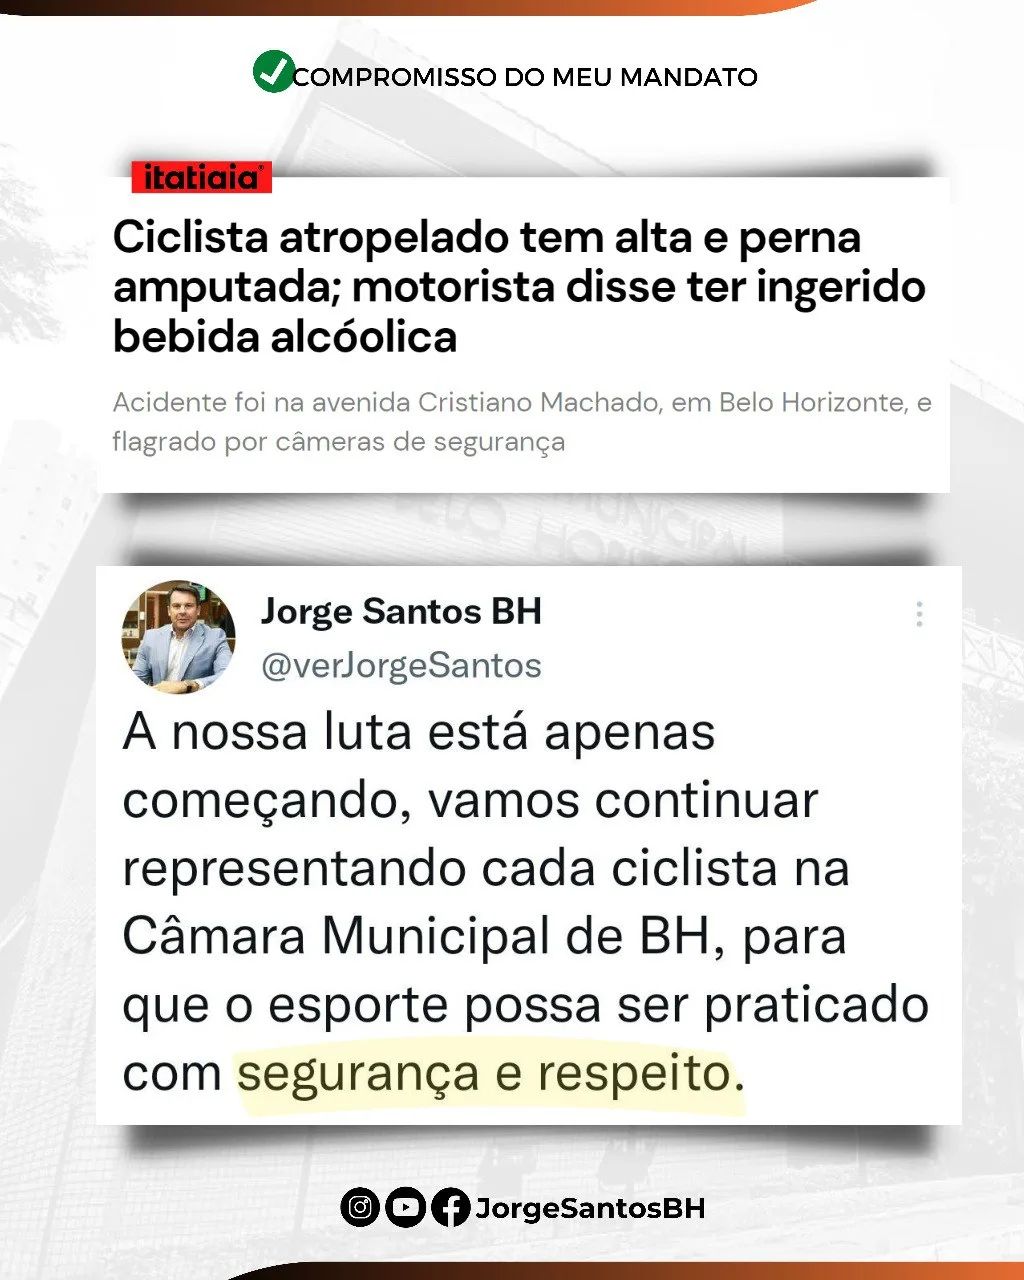 COMPROMISSO DO MEU MANDATO
itatiaia
Ciclista atropelado tem alta e perna
amputada; motorista disse ter ingerido
bebida alcóolica
Acidente foi na avenida Cristiano Machado, em Belo Horizonte, e
flagrado por câmeras de segurança
MUNICIPAL
BELO HORI
Jorge Santos BH
@verJorgeSantos
A nossa luta está apenas
começando, vamos continuar
representando cada ciclista na
Câmara Municipal de BH, para
que o esporte possa ser praticado
com segurança e respeito.
JorgeSantosBH